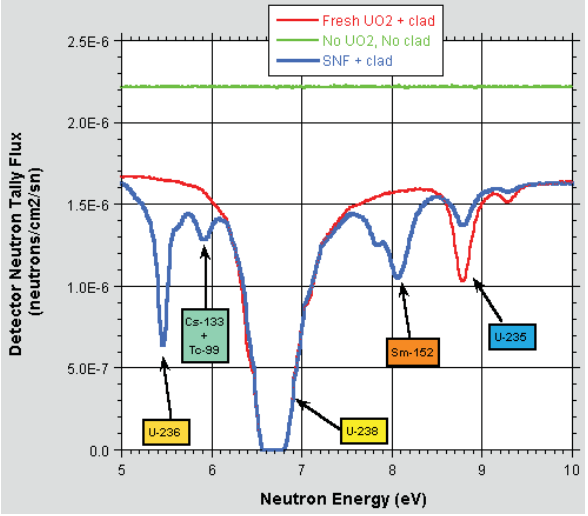 Fresh UO2 + clad
No UO2, No clad
SNF + clad
Detector Neutron Tally Flux
(neutrons/cm2/sn)
2.5E-6
2.0E-6
1.5E-6
1.0E-6
5.0E-7
0.0
Cs-133
+
Tc-99
U-235
Sm-152
U-236
U-238
5
6
7
8
9
10
Neutron Energy (eV)